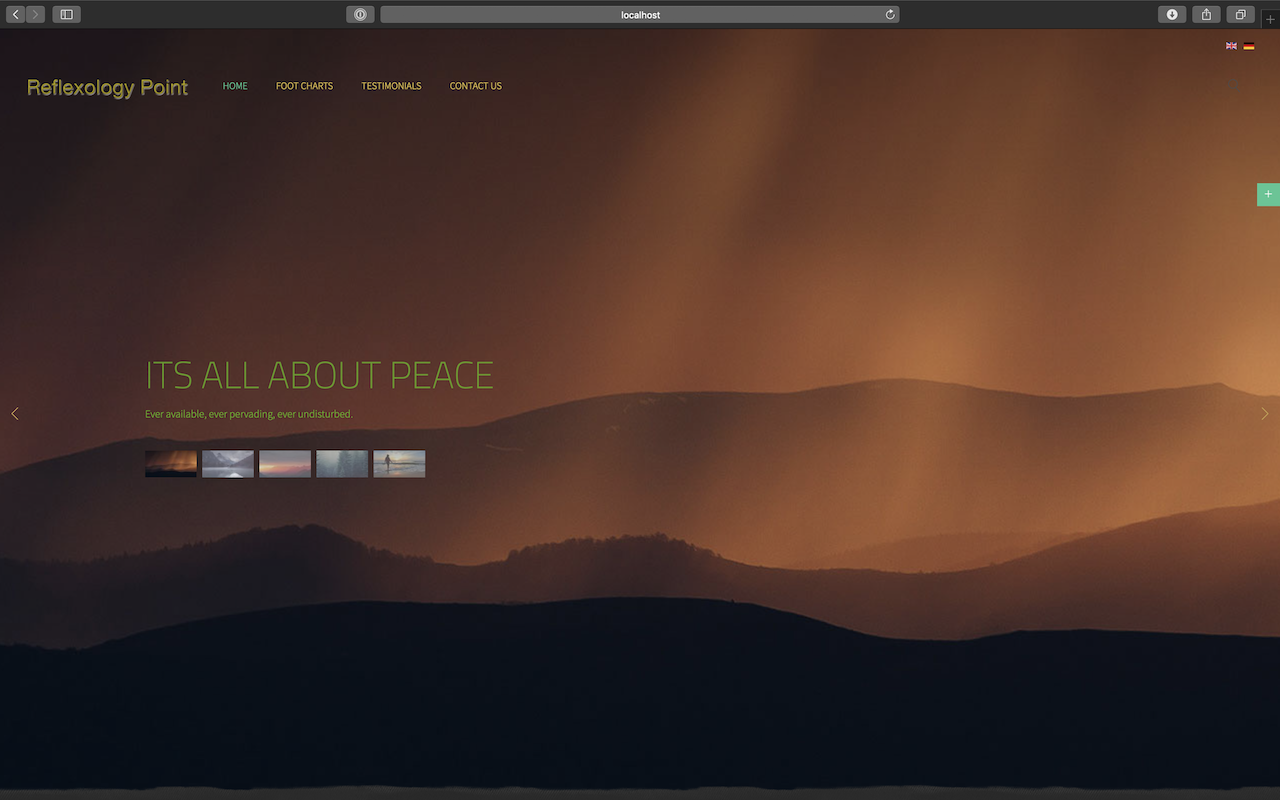 localhost
Reflexology Point
HOME
FOOT CHARTS
TESTIMONIALS
CONTACT US
ITS ALL ABOUT PEACE
Ever available, ever pervading, ever undisturbed.